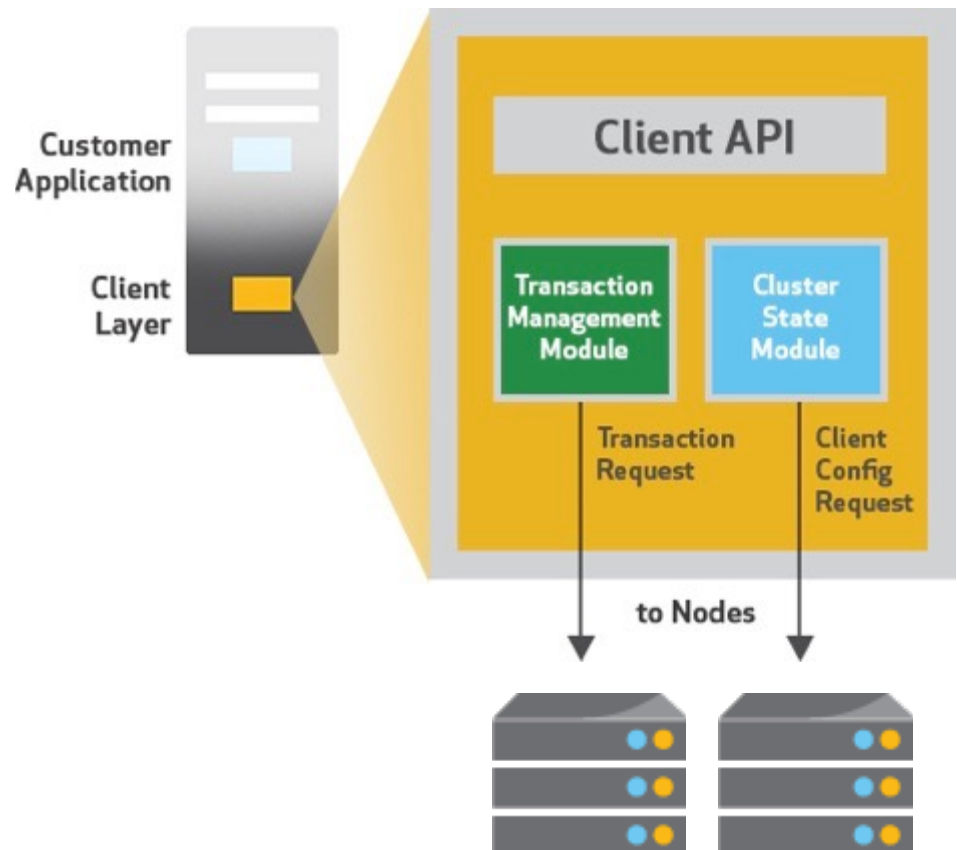 Customer
Application
Client
Layer
Client API
Transaction
Management
Module
Cluster
State
Module
Transaction
Request
Client
Config
Request
to Nodes